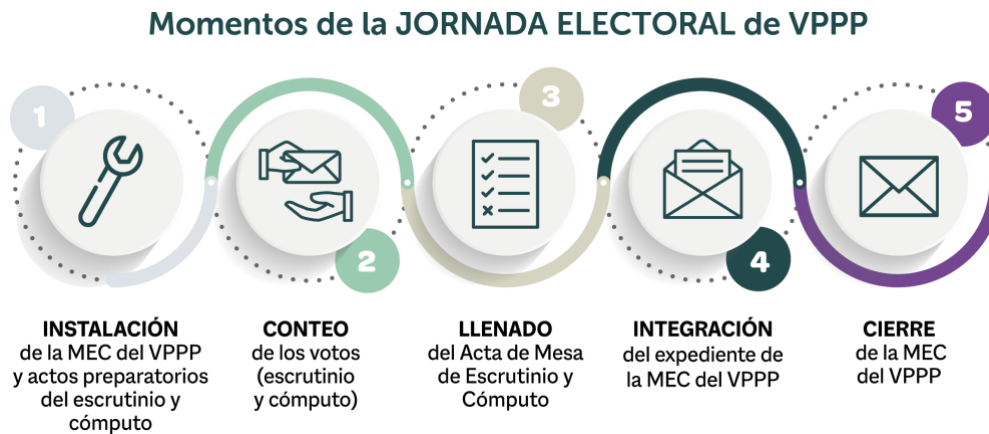 Momentos de la JORNADA ELECTORAL de VPPP
1
INSTALACIÓN
de la MEC del VPPP
y actos preparatorios
del escrutinio y
cómputo
2
CONTEO
de los votos
(escrutinio
y cómputo)
3
LLENADO
del Acta de Mesa
de Escrutinio y
Cómputo
4
INTEGRACIÓN
del expediente de
la MEC del VPPP
5
CIERRE
de la MEC
del VPPP